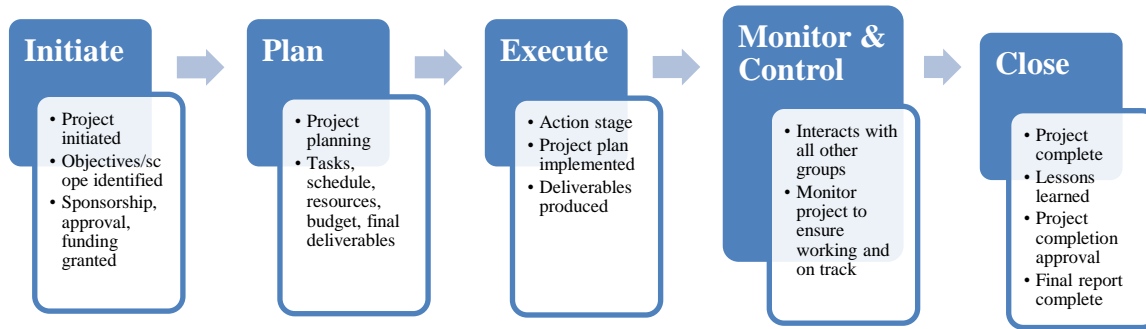 Initiate
• Project
initiated
• Objectives/sc
ope identified
• Sponsorship,
approval,
funding
granted
Plan
• Project
planning
• Tasks,
schedule,
resources,
budget, final
deliverables
Execute
• Action stage
• Project plan
implemented
• Deliverables
produced
Monitor &
Control
• Interacts with
all other
groups
• Monitor
project to
ensure
working and
on track
Close
• Project
complete
• Lessons
learned
• Project
completion
approval
• Final report
complete